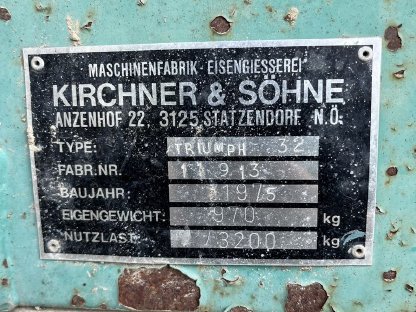 MASCHINENFABRIK - EISENGIESSEREI
KIRCHNER & SÖHNE
ANZENHOF 22, 3125 STATZENDORF N.Ö.
TYPE: TRIUMPH 32
FABR.NR. 11913
BAUJAHR: 1975
EIGENGEWICHT: 970 kg
NUTZLAST: 3200 kg